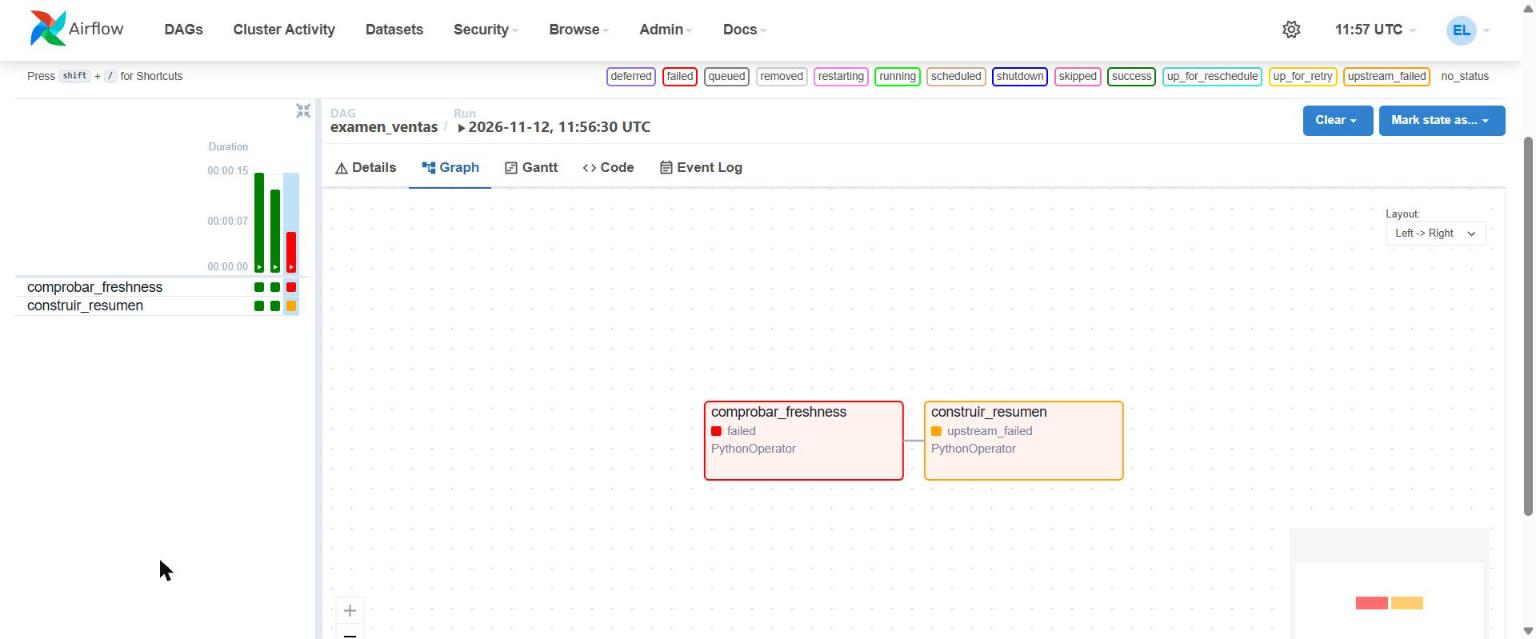 Airflow DAGs Cluster Activity Datasets Security Browse Admin Docs 11:57 UTC EL
Press shift + / for Shortcuts deferred failed queued removed restarting running scheduled shutdown skipped success up_for_reschedule up_for_retry upstream_failed no_status
DAG Run
examen_ventas / 2026-11-12, 11:56:30 UTC Clear Mark state as...
Duration
00:00:15
00:00:07
00:00:00
comprobar_freshness
construir_resumen
Details Graph Gantt Code Event Log
Layout:
Left -> Right
comprobar_freshness
failed
PythonOperator
construir_resumen
upstream_failed
PythonOperator